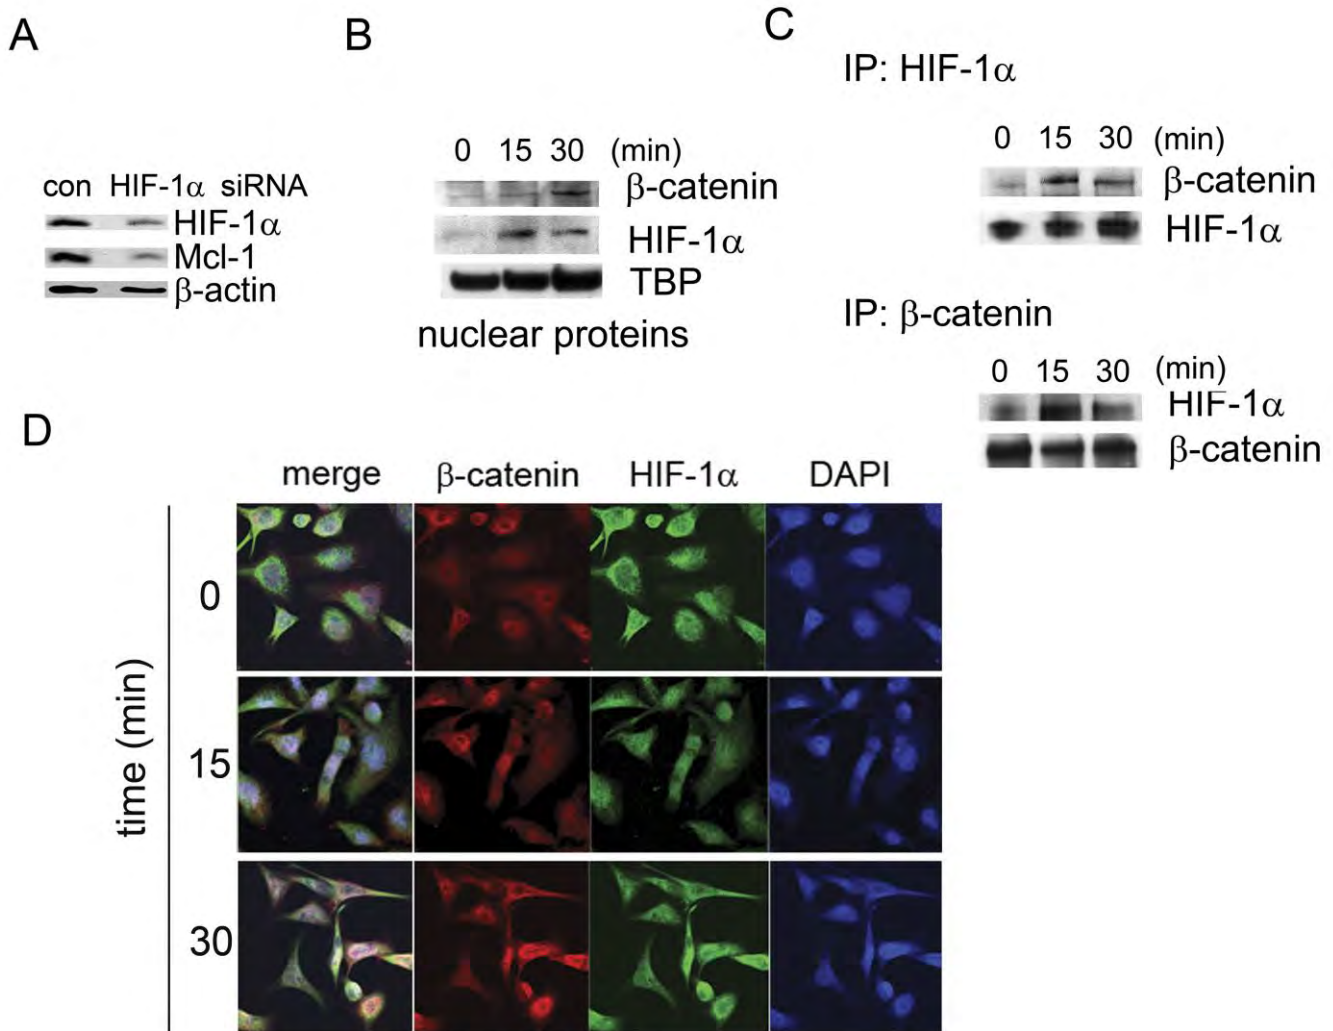 A
con HIF-1α siRNA
HIF-1α
Mcl-1
β-actin
B
0 15 30 (min)
β-catenin
HIF-1α
TBP
nuclear proteins
C
IP: HIF-1α
0 15 30 (min)
β-catenin
HIF-1α
IP: β-catenin
0 15 30 (min)
HIF-1α
β-catenin
D
merge β-catenin HIF-1α DAPI
time (min)
0
15
30